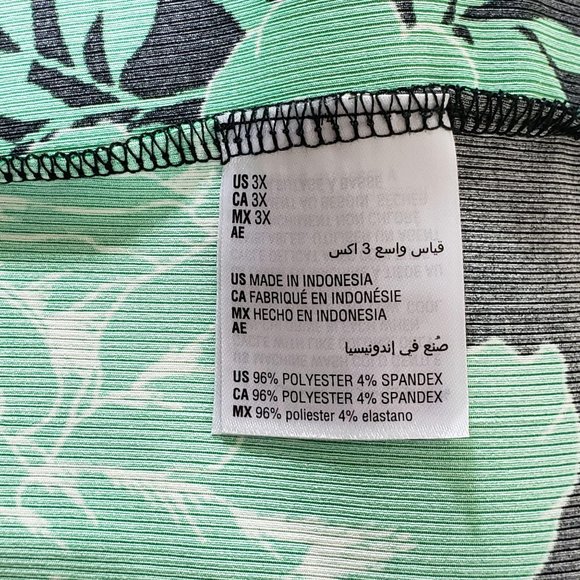 US 3X
CA 3X
MX 3X
AE
قياس واسع 3 اكس
US MADE IN INDONESIA
CA FABRIQUÉ EN INDONÉSIE
MX HECHO EN INDONESIA
AE
صُنع في إندونيسيا
US 96% POLYESTER 4% SPANDEX
CA 96% POLYESTER 4% SPANDEX
MX 96% poliester 4% elastano